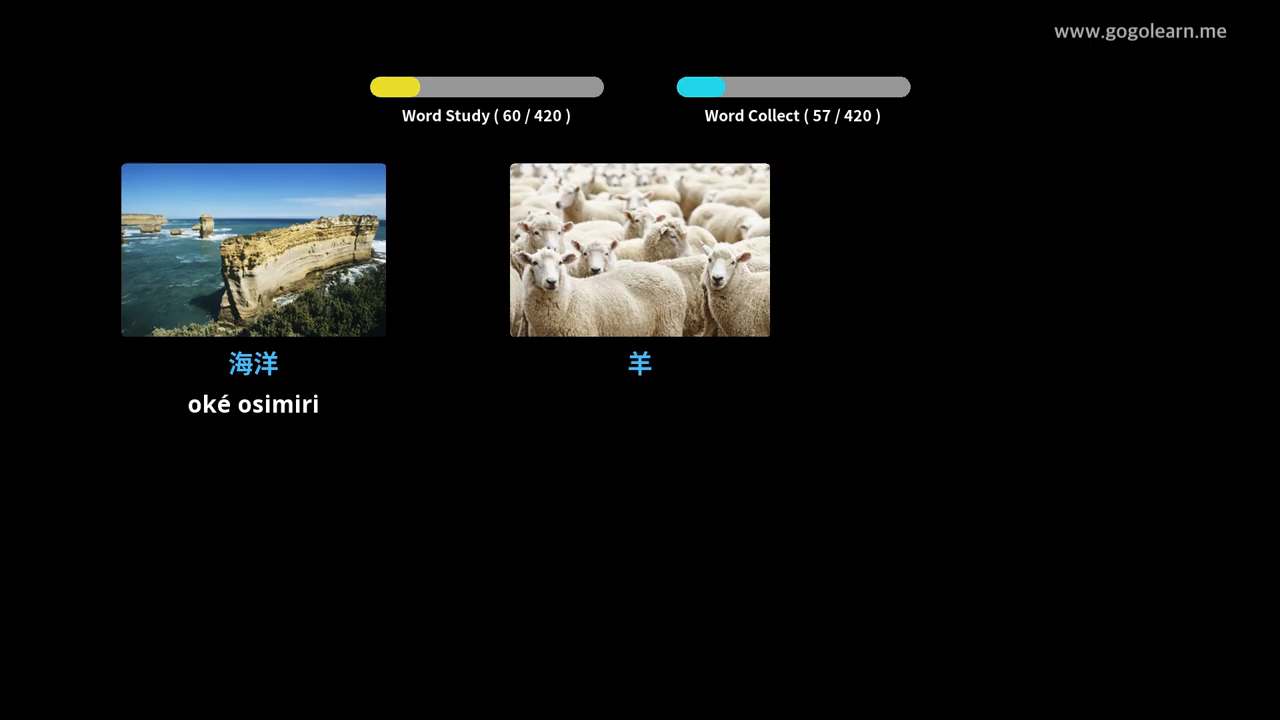 www.gogolearn.me
Word Study ( 60 / 420 )
Word Collect ( 57 / 420 )
海洋
羊
oké osimiri